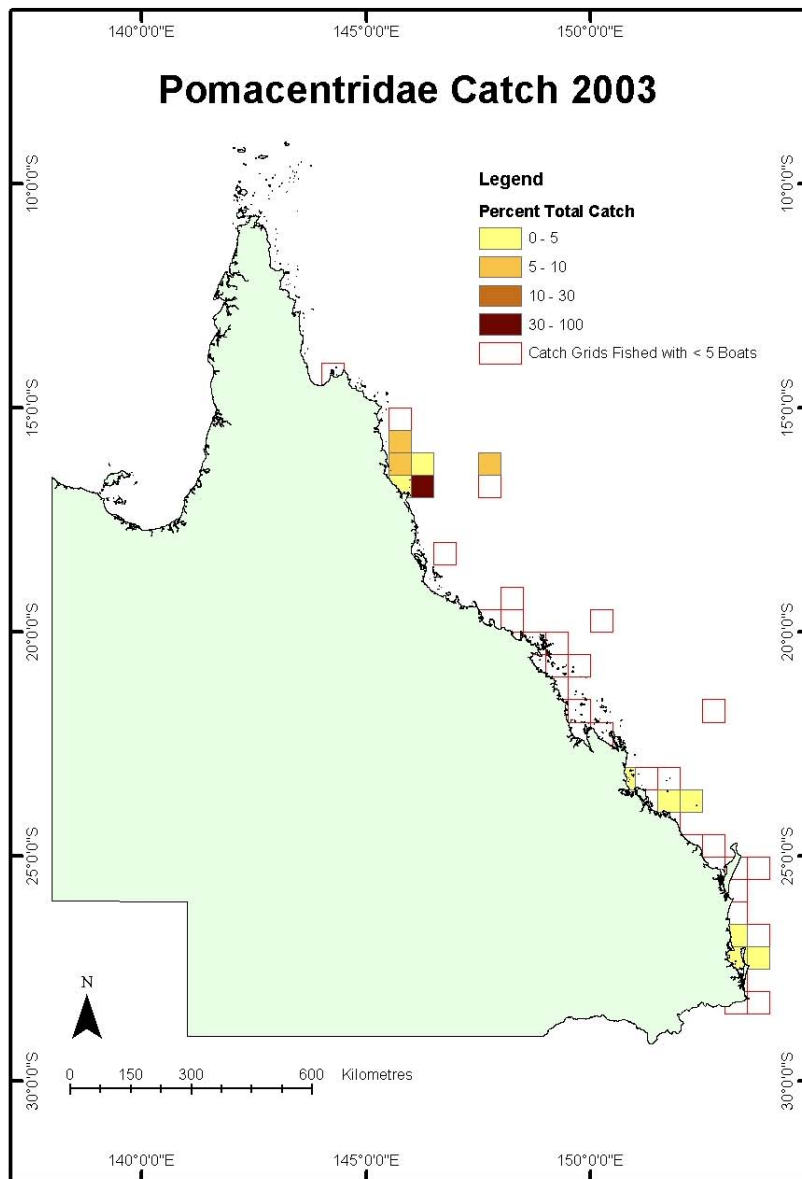 140°0'0"E 145°0'0"E 150°0'0"E
Pomacentridae Catch 2003
10°0'0"S 10°0'0"S
Legend
Percent Total Catch
0 - 5
5 - 10
10 - 30
30 - 100
Catch Grids Fished with < 5 Boats
15°0'0"S 15°0'0"S
20°0'0"S 20°0'0"S
25°0'0"S 25°0'0"S
N
0 150 300 600 Kilometres
30°0'0"S 30°0'0"S
140°0'0"E 145°0'0"E 150°0'0"E